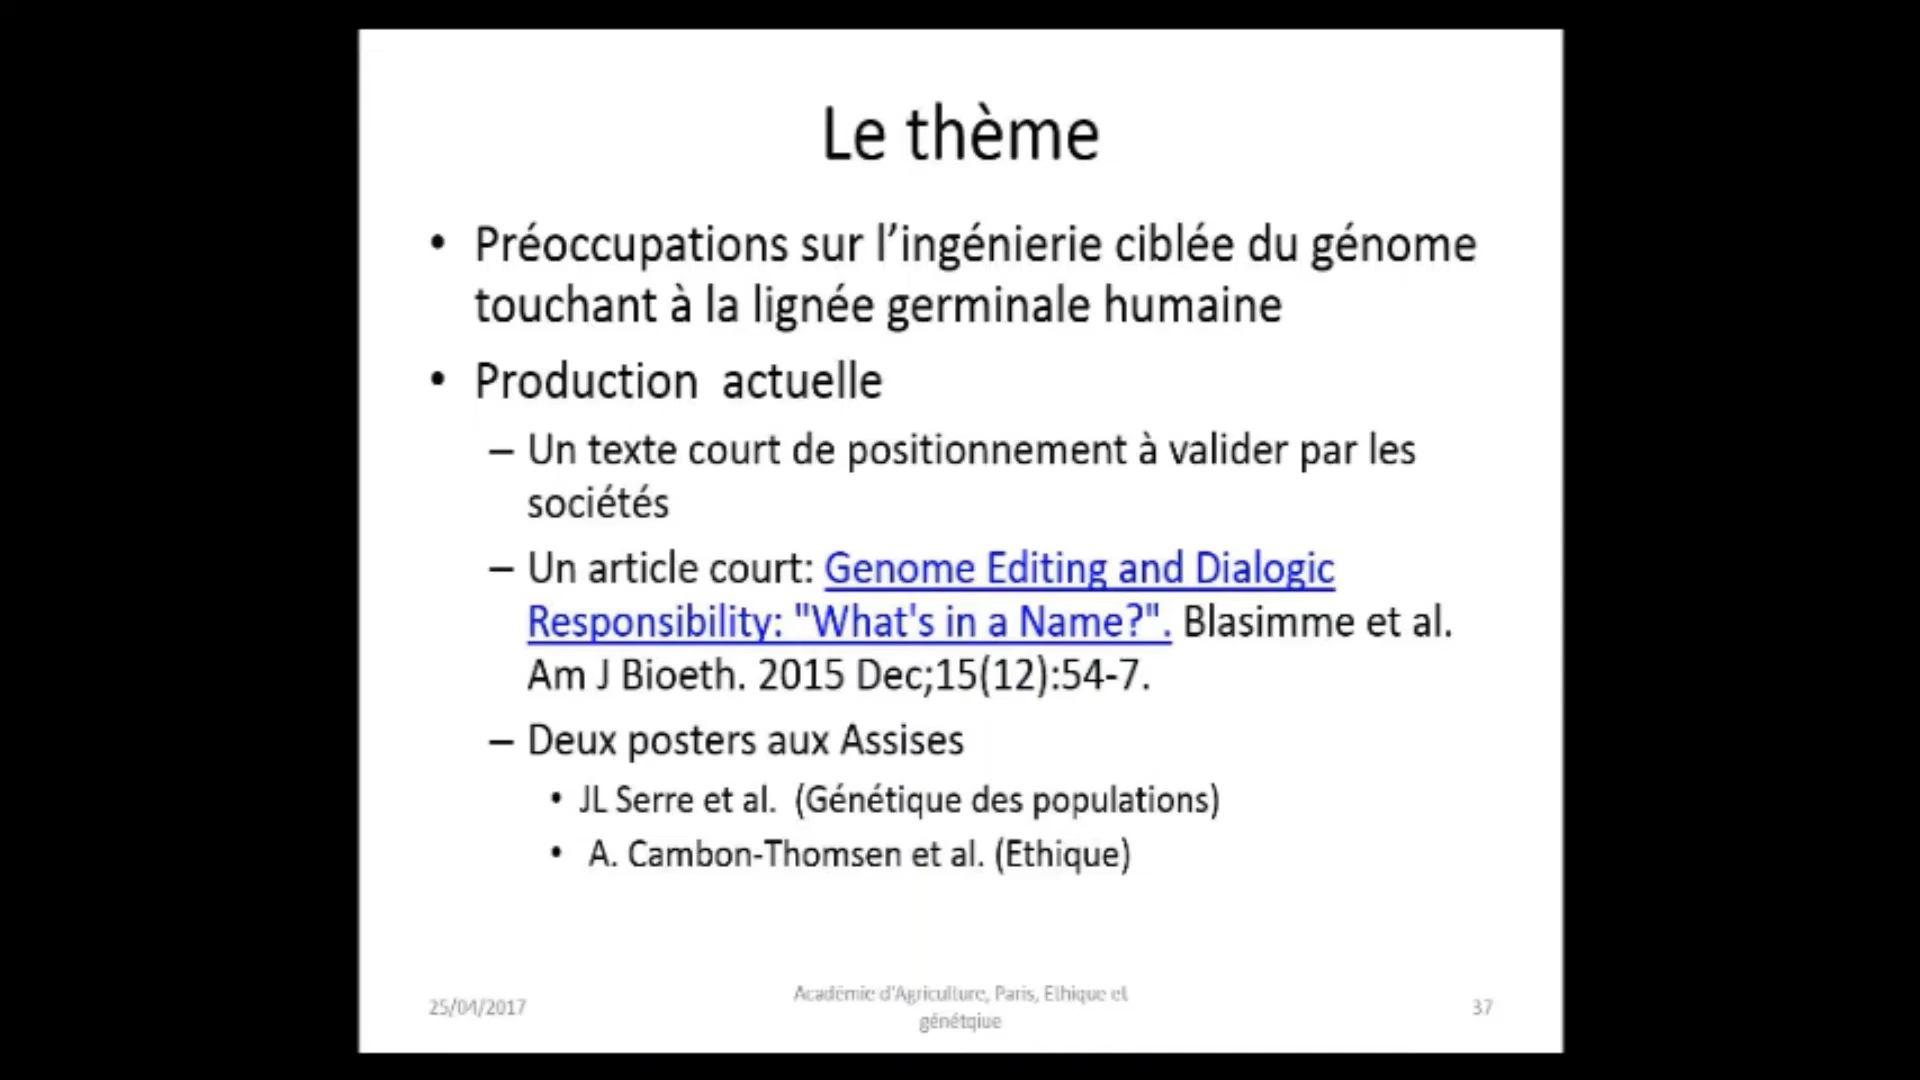 Le thème
• Préoccupations sur l’ingénierie ciblée du génome
touchant à la lignée germinale humaine
• Production  actuelle
– Un texte court de positionnement à valider par les
sociétés
– Un article court: Genome Editing and Dialogic
Responsibility: "What's in a Name?". Blasimme et al.
Am J Bioeth. 2015 Dec;15(12):54-7.
– Deux posters aux Assises
• JL Serre et al.  (Génétique des populations)
•  A. Cambon-Thomsen et al. (Ethique)
25/04/2017
Académie d'Agriculture, Paris, Ethique et
génétqiue
37